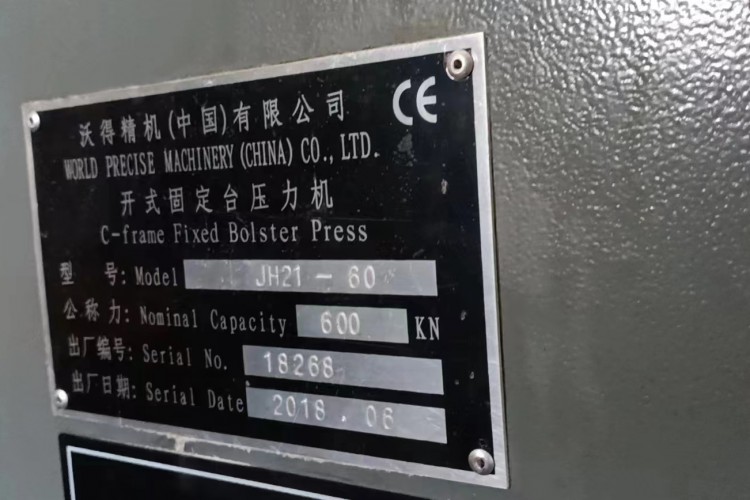 CE
沃得精机(中国)有限公司
WORLD PRECISE MACHINERY (CHINA) CO., LTD.
开式固定台压力机
C-frame Fixed Bolster Press
型 号: Model JH21-60
公称力: Nominal Capacity 600 KN
出厂编号: Serial No. 18268
出厂日期: Serial Date 2018.06